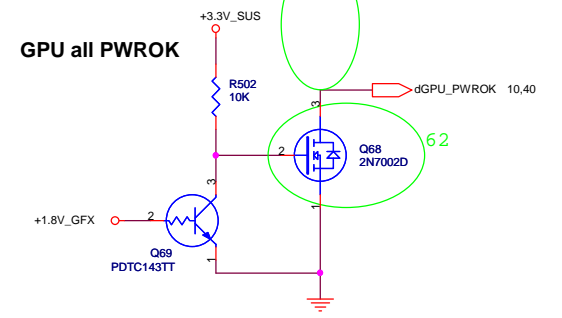 +3.3V_SUS
GPU all PWROK
R502
10K
dGPU_PWROK 10,40
3
62
2
Q68
2N7002D
3
1
+1.8V_GFX
2
Q69
1
PDTC143TT